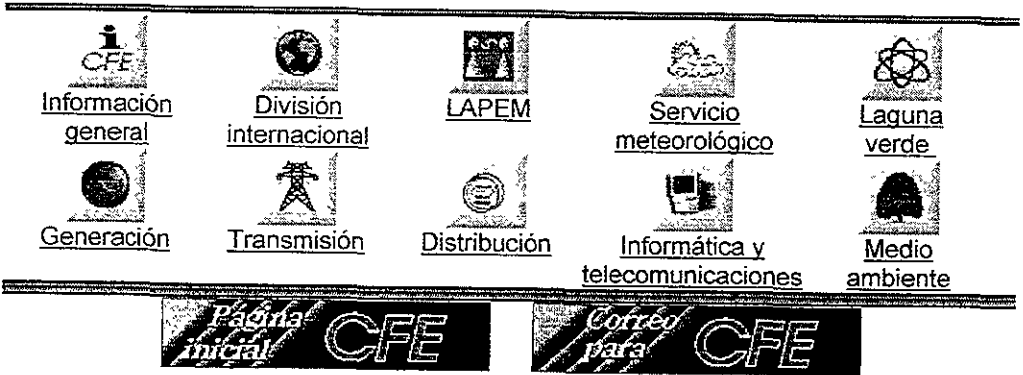 i
CFE
Información
general
División
internacional
LAPEM
Servicio
meteorológico
Laguna
verde
Generación
Transmisión
Distribución
Informática y
telecomunicaciones
Medio
ambiente
Página
inicial
CFE
Correo
para
CFE